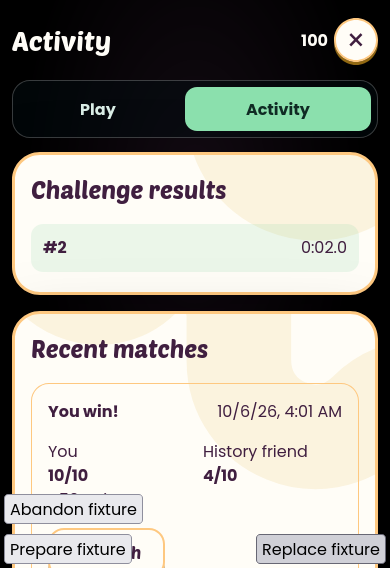 Activity
100
Play
Activity
Challenge results
#2
0:02.0
Recent matches
You win!
10/6/26, 4:01 AM
You
History friend
10/10
4/10
Abandon fixture
Prepare fixture
Replace fixture